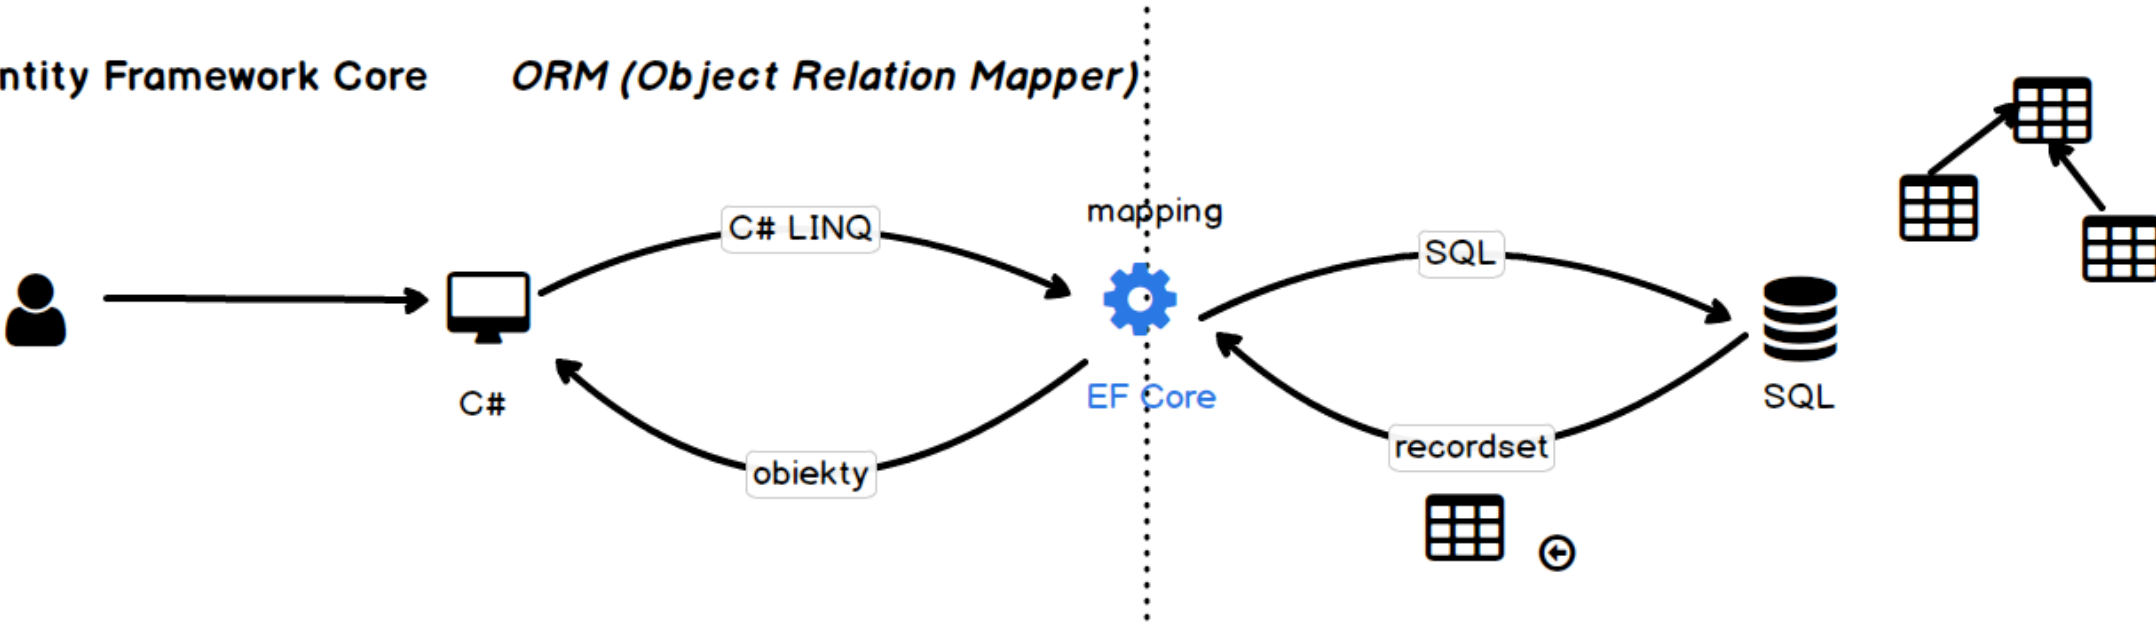 ntity Framework Core
ORM (Object Relation Mapper)
mapping
C# LINQ
SQL
EF Core
SQL
C#
recordset
obiekty